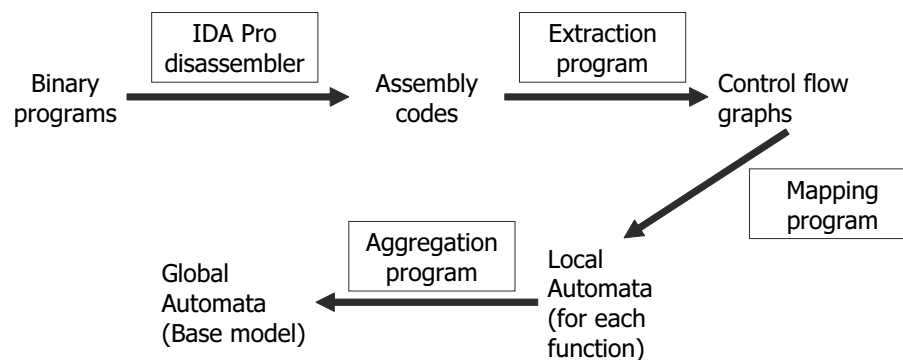 IDA Pro
disassembler
Extraction
program
Binary
programs
Assembly
codes
Control flow
graphs
Mapping
program
Aggregation
program
Global
Automata
(Base model)
Local
Automata
(for each
function)